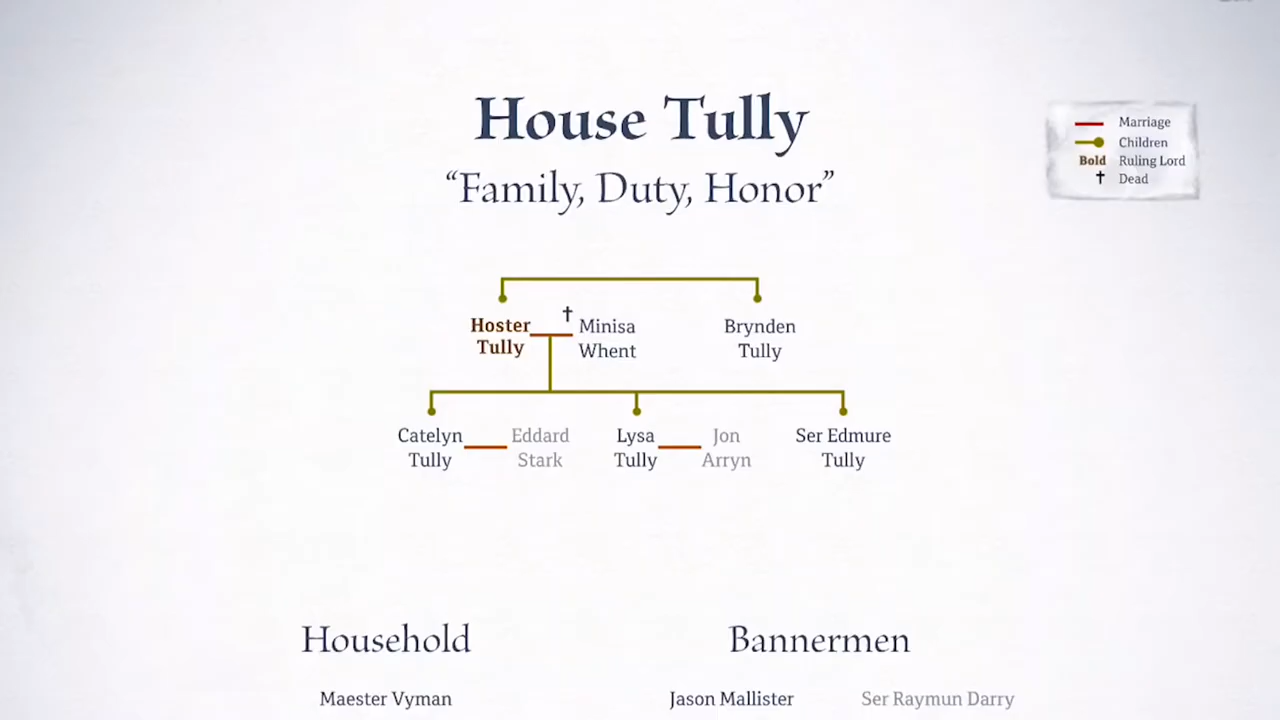 House Tully
“Family, Duty, Honor”
Marriage
Children
Bold Ruling Lord
† Dead
†
Hoster
Tully
Minisa
Whent
Brynden
Tully
Catelyn
Tully
Eddard
Stark
Lysa
Tully
Jon
Arryn
Ser Edmure
Tully
Household
Bannermen
Maester Vyman
Jason Mallister
Ser Raymun Darry